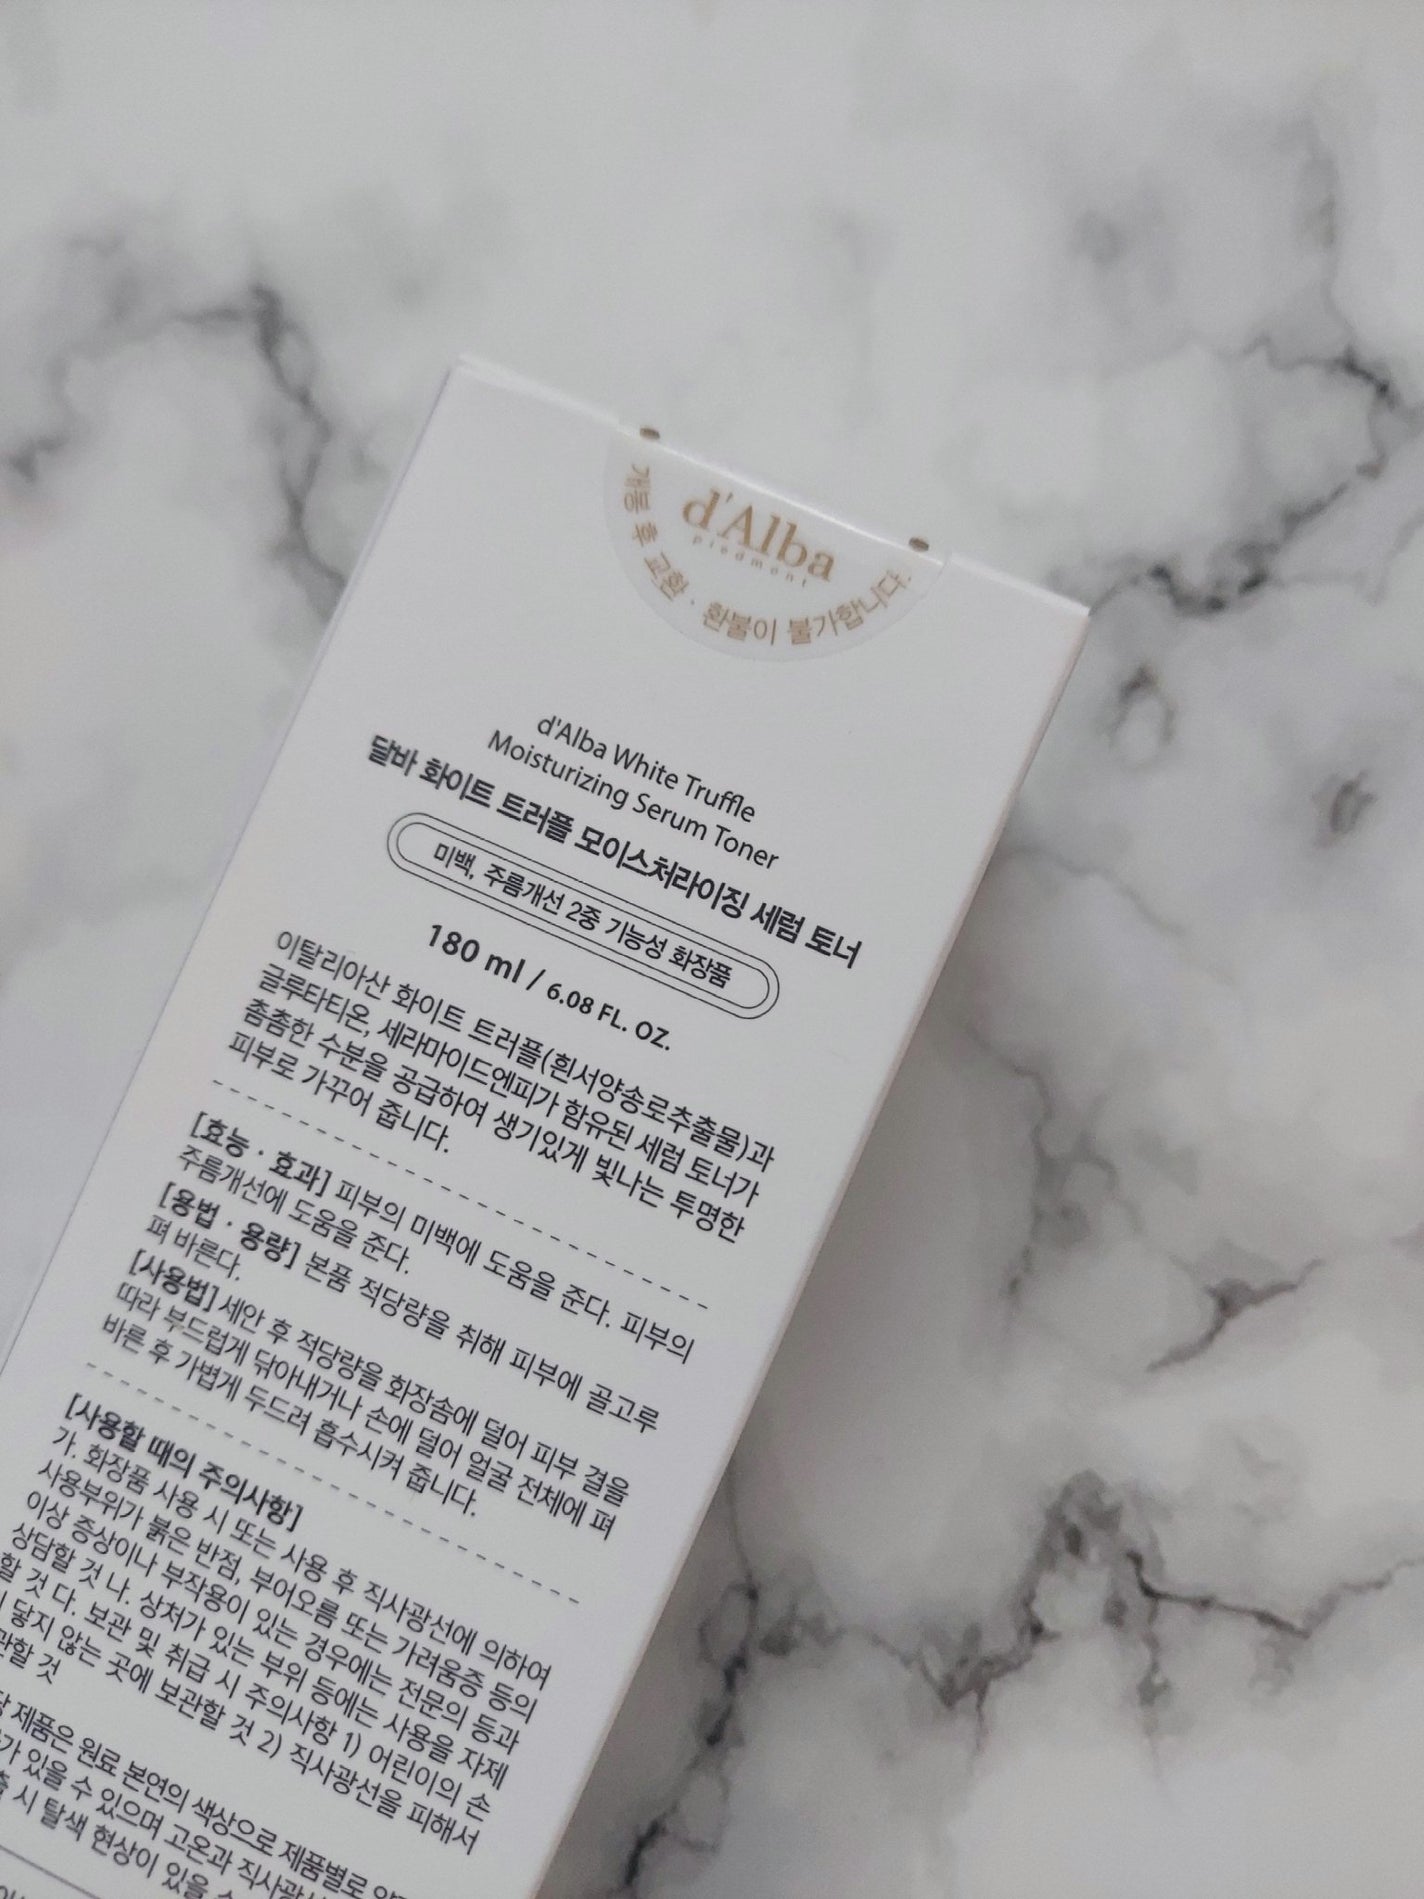 d'Alba
piedmont
개봉 후 교환 · 환불이 불가합니다.
d'Alba White Truffle
Moisturizing Serum Toner
달바 화이트 트러플 모이스처라이징 세럼 토너
미백, 주름개선 2중 기능성 화장품
180 ml / 6.08 FL. OZ.
이탈리아산 화이트 트러플(흰서양송로추출물)과
글루타티온, 세라마이드엔피가 함유된 세럼 토너가
촘촘한 수분을 공급하여 생기있게 빛나는 투명한
피부로 가꾸어 줍니다.
[효능 · 효과] 피부의 미백에 도움을 준다. 피부의
주름개선에 도움을 준다.
[용법 · 용량] 본품 적당량을 취해 피부에 골고루
펴 바른다.
[사용법] 세안 후 적당량을 화장솜에 덜어 피부 결을
따라 부드럽게 닦아내거나 손에 덜어 얼굴 전체에 펴
바른 후 가볍게 두드려 흡수시켜 줍니다.
[사용할 때의 주의사항]
가. 화장품 사용 시 또는 사용 후 직사광선에 의하여
사용부위가 붉은 반점, 부어오름 또는 가려움증 등의
이상 증상이나 부작용이 있는 경우에는 전문의 등과
상담할 것 나. 상처가 있는 부위 등에는 사용을 자제
할 것 다. 보관 및 취급 시 주의사항 1) 어린이의 손
닿지 않는 곳에 보관할 것 2) 직사광선을 피해서
것
제품은 원료 본연의 색상으로 제품별로
있을 수 있으며 고온과
시 탈색 현상이 있을